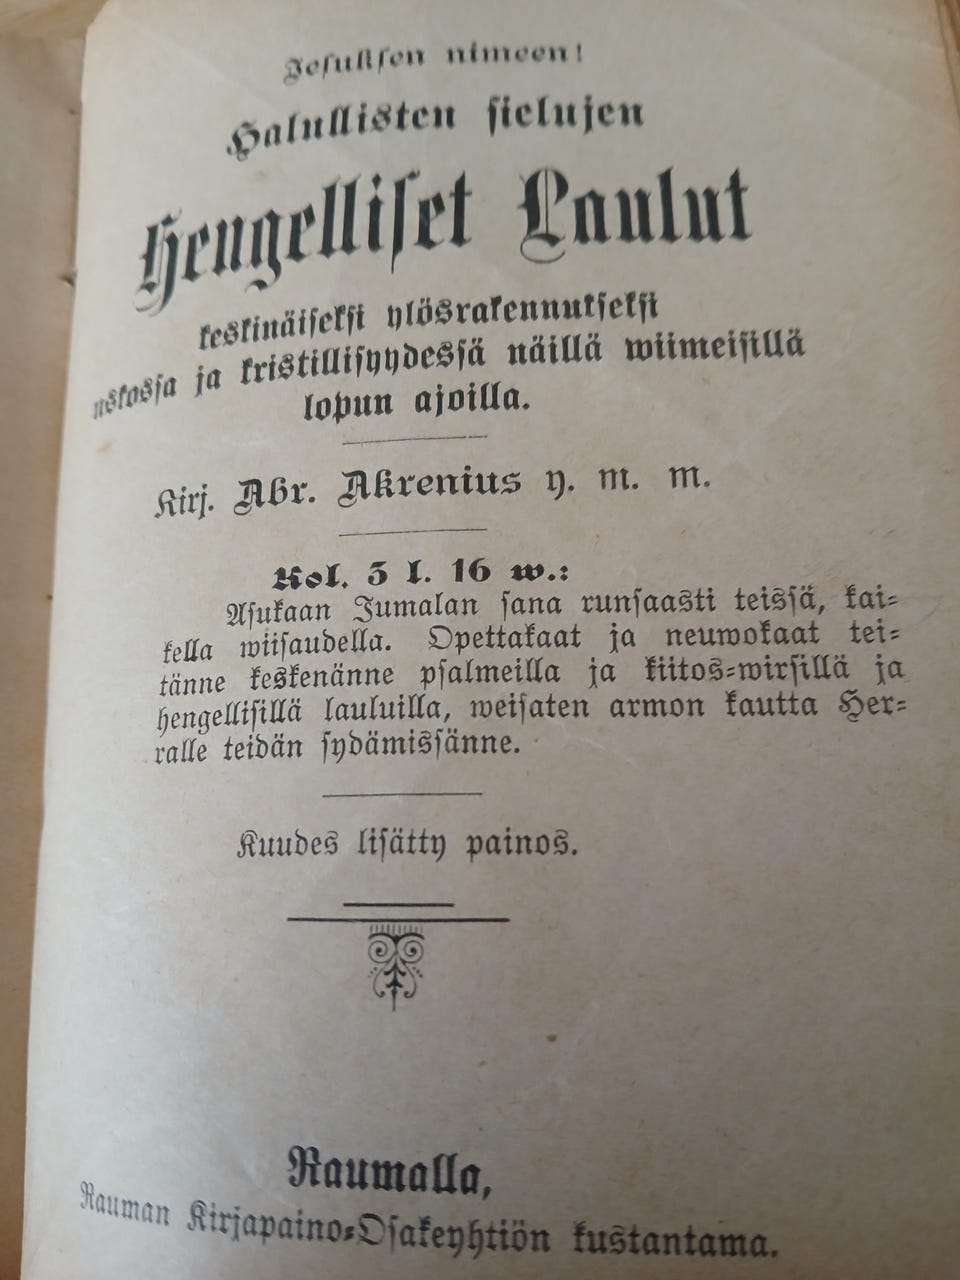 Jesuksen nimeen!
Halullisten sielujen
Hengelliset Laulut
keskinäiseksi ylösrakennukseksi
uskossa ja kristillisyydessä näillä wiimeisillä
lopun ajoilla.
Kirj. Abr. Akrenius y. m. m.
Kol. 3 l. 16 w.:
Asukaan Jumalan sana runsaasti teissä, kai-
kella wiisaudella. Opettakaat ja neuwokaat tei-
tänne keskenänne psalmeilla ja kiitos-wirsillä ja
hengellisillä lauluilla, weisaten armon kautta Her-
ralle teidän sydämissänne.
Kuudes lisätty painos.
Raumalla,
Rauman Kirjapaino-Osakeyhtiön kustantama.